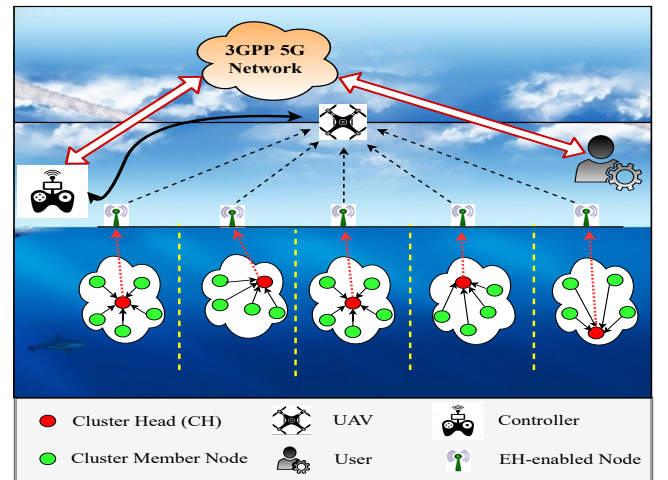 3GPP 5G
Network
Cluster Head (CH)
UAV
Controller
Cluster Member Node
User
EH-enabled Node